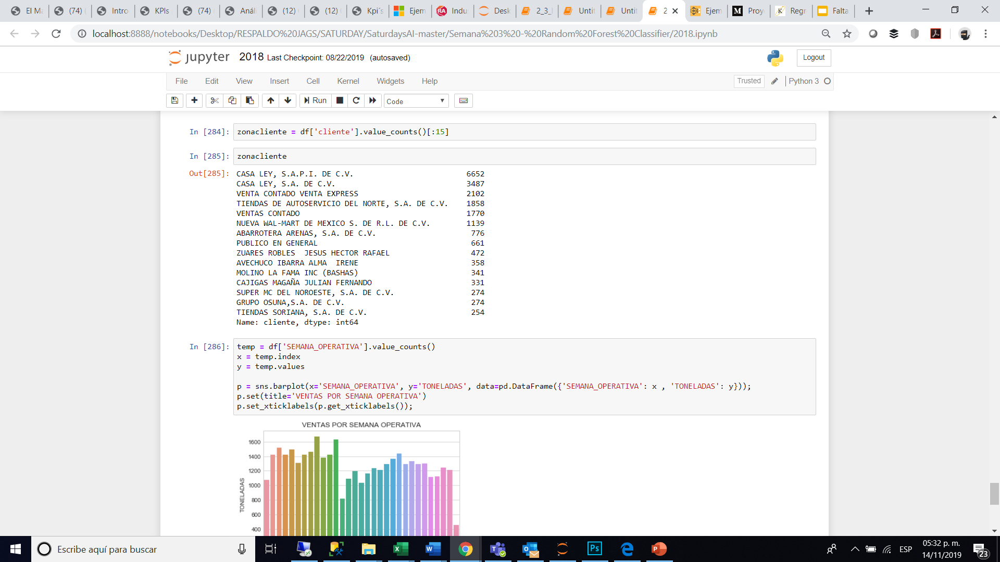 El Ma
(74)
Intro
KPIs
(74)
Anál
(12)
(12)
Kpi´s
Ejem
Indu
Desk
2_3_
Untit
Untit
2
Ejem
Proy
Regr
Falta
localhost:8888/notebooks/Desktop/RESPALDO%20JAGS/SATURDAY/SaturdaysAI-master/Semana%203%20-%20Random%20Forest%20Classifier/2018.ipynb
jupyter 2018 Last Checkpoint: 08/22/2019 (autosaved)
Logout
File Edit View Insert Cell Kernel Widgets Help
Trusted
Python 3
Run
Code
In [284]: zonacliente = df['cliente'].value_counts()[:15]
In [285]: zonacliente
Out[285]: CASA LEY, S.A.P.I. DE C.V. 6652
CASA LEY, S.A. DE C.V. 3487
VENTA CONTADO VENTA EXPRESS 2102
TIENDAS DE AUTOSERVICIO DEL NORTE, S.A. DE C.V. 1858
VENTAS CONTADO 1770
NUEVA WAL-MART DE MEXICO S. DE R.L. DE C.V. 1139
ABARROTERA ARENAS, S.A. DE C.V. 776
PUBLICO EN GENERAL 661
ZUARES ROBLES  JESUS HECTOR RAFAEL 472
AVECHUCO IBARRA ALMA  IRENE 358
MOLINO LA FAMA INC (BASHAS) 341
CAJIGAS MAGAÑA JULIAN FERNANDO 331
SUPER MC DEL NOROESTE, S.A. DE C.V. 274
GRUPO OSUNA,S.A. DE C.V. 274
TIENDAS SORIANA, S.A. DE C.V. 254
Name: cliente, dtype: int64
In [286]: temp = df['SEMANA_OPERATIVA'].value_counts()
x = temp.index
y = temp.values
p = sns.barplot(x='SEMANA_OPERATIVA', y='TONELADAS', data=pd.DataFrame({'SEMANA_OPERATIVA': x , 'TONELADAS': y}));
p.set(title='VENTAS POR SEMANA OPERATIVA')
p.set_xticklabels(p.get_xticklabels());
VENTAS POR SEMANA OPERATIVA
1600
1400
1200
1000
800
600
400
TONELADAS
Escribe aquí para buscar
ESP
05:32 p. m.
14/11/2019
23